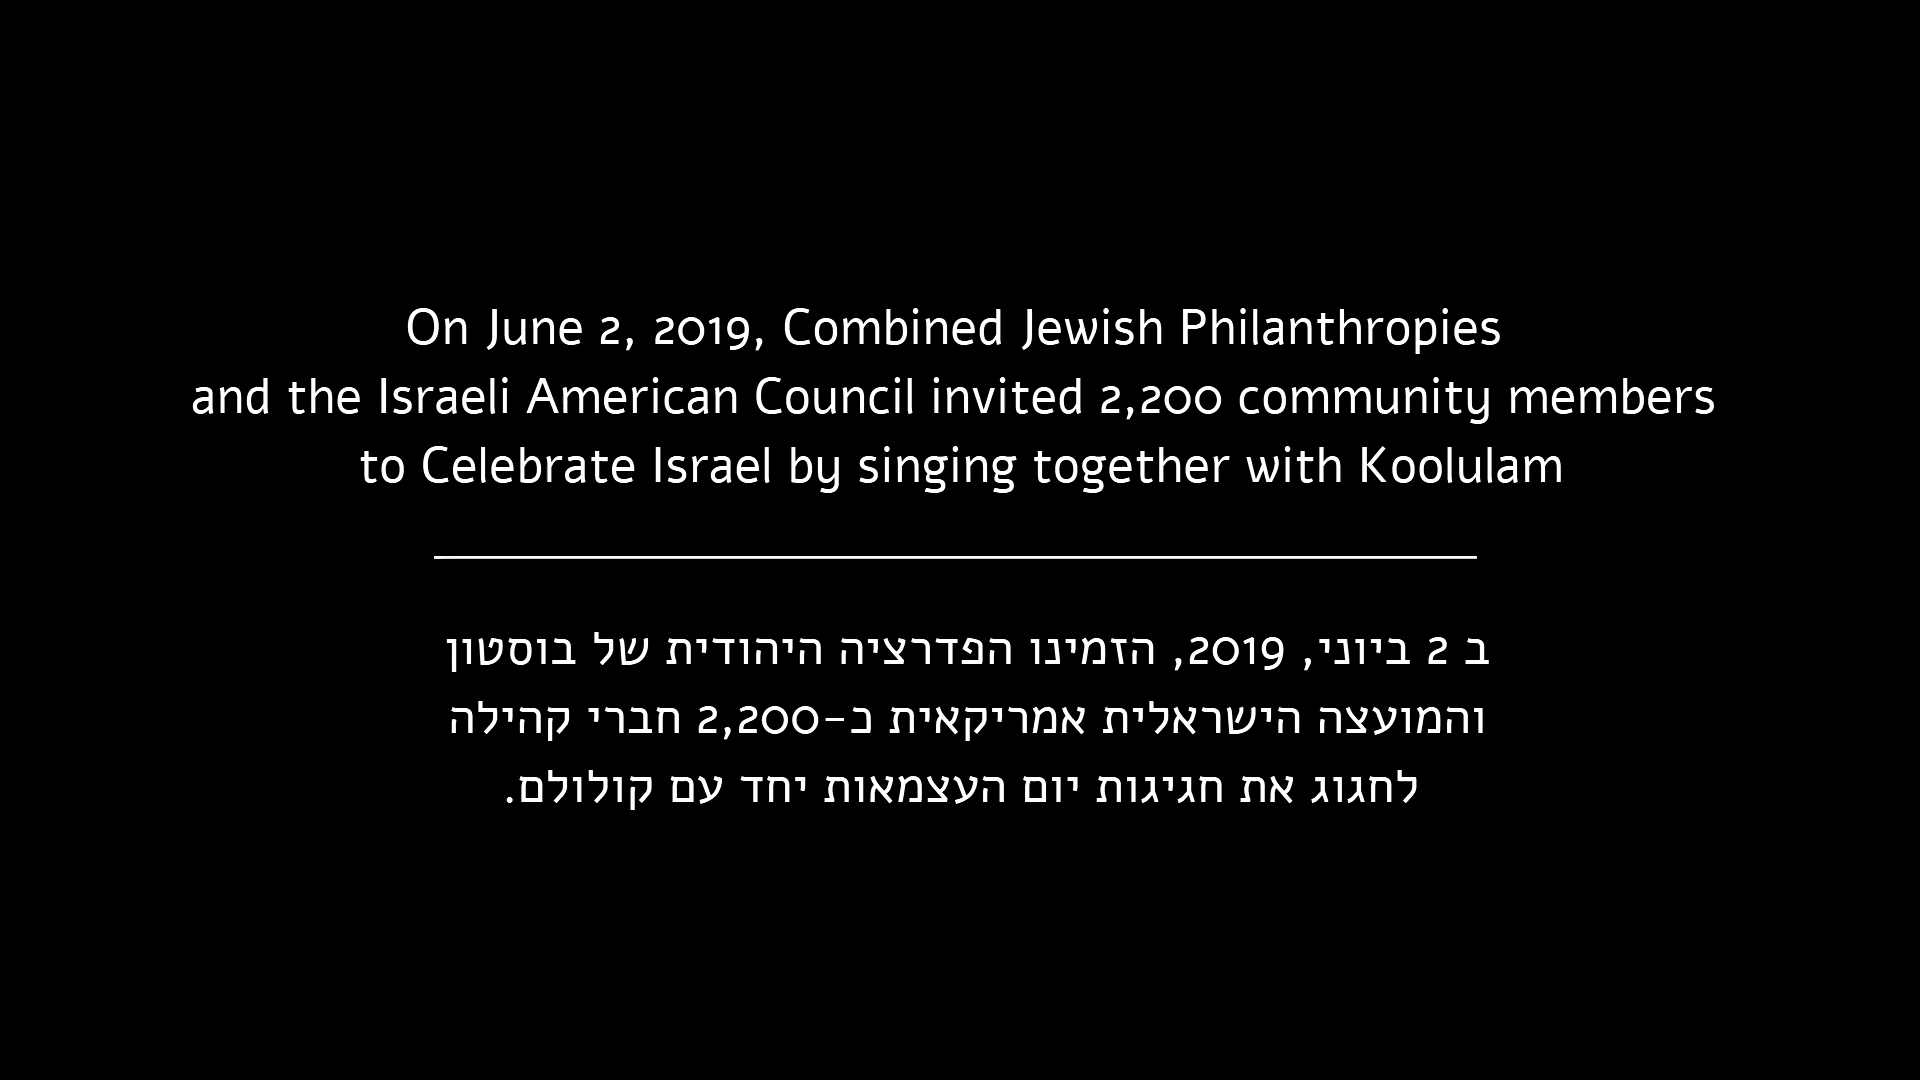 On June 2, 2019, Combined Jewish Philanthropies
and the Israeli American Council invited 2,200 community members
to Celebrate Israel by singing together with Koolulam
ב 2 ביוני, 2019, הזמינו הפדרציה היהודית של בוסטון
והמועצה הישראלית אמריקאית כ-2,200 חברי קהילה
לחגוג את חגיגות יום העצמאות יחד עם קולולם.